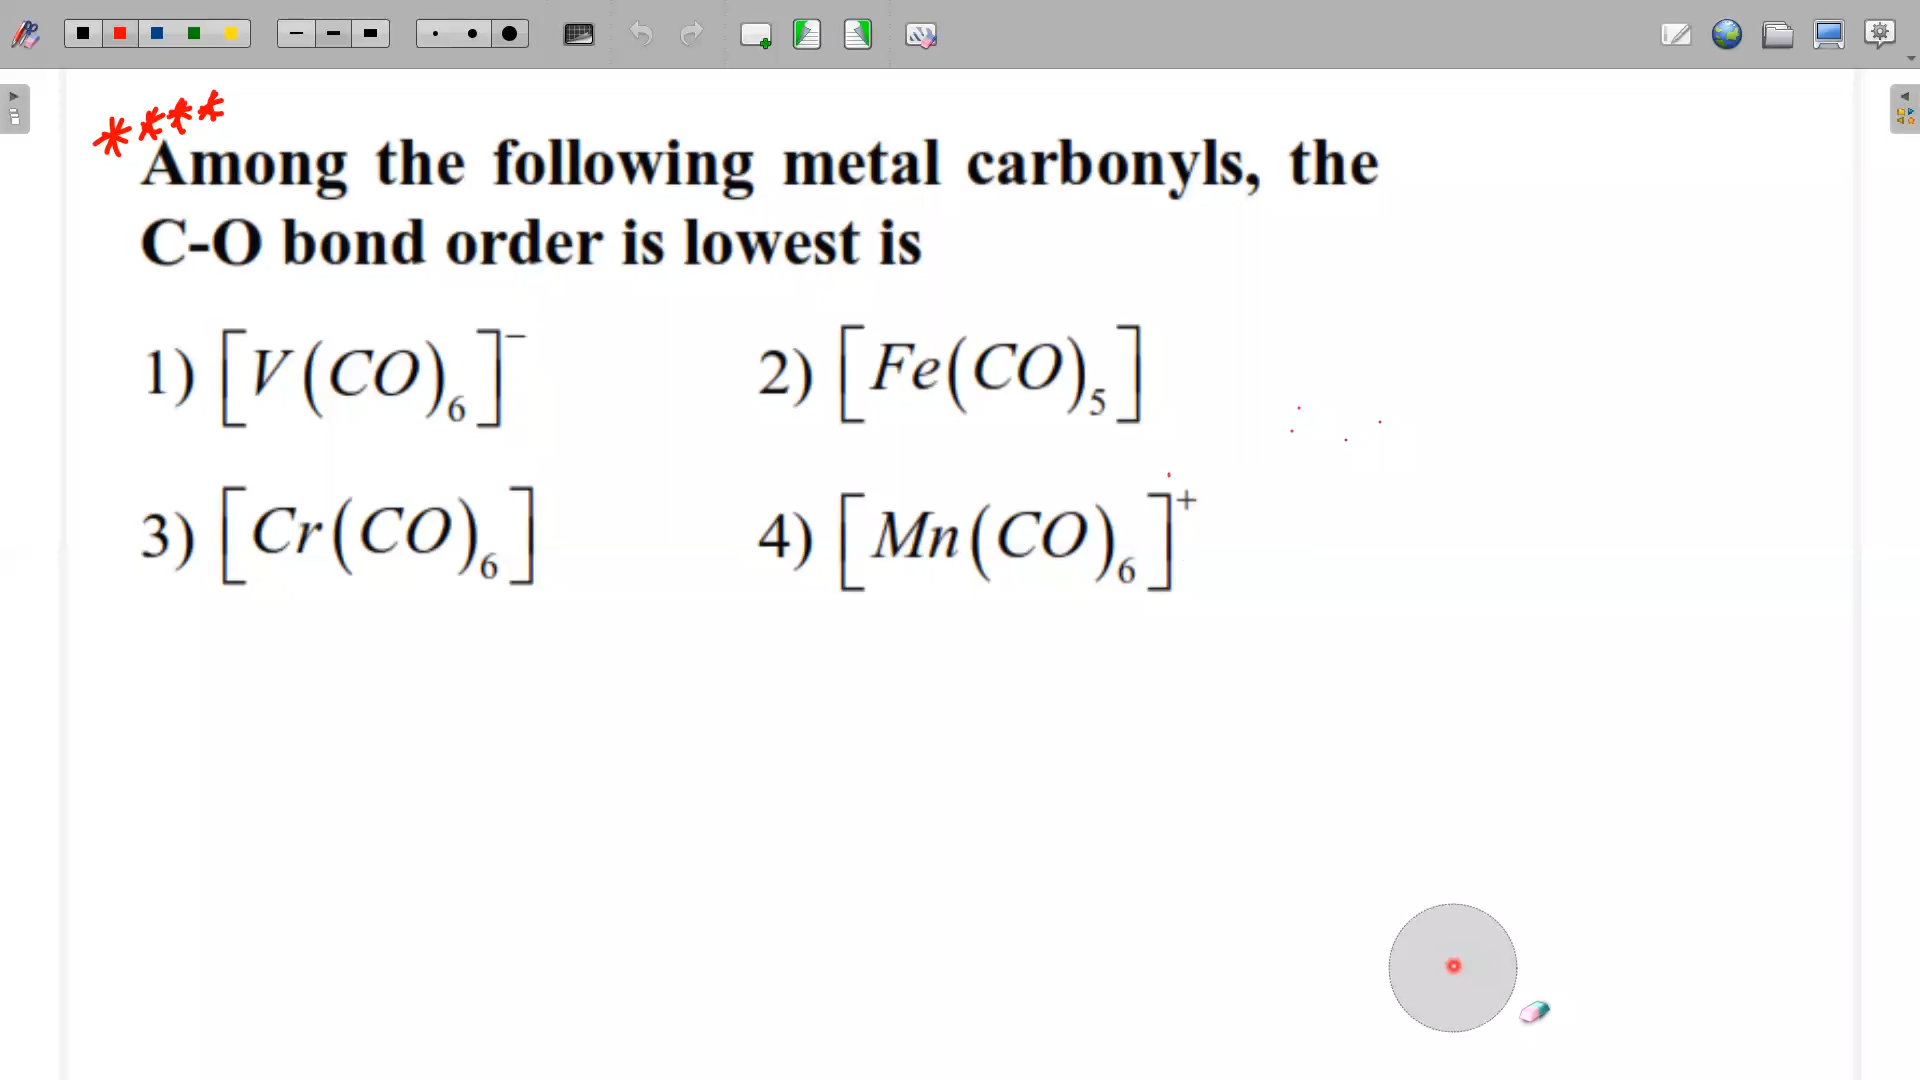 ****
Among the following metal carbonyls, the
C-O bond order is lowest is
1) [V(CO)₆]⁻ 2) [Fe(CO)₅]
3) [Cr(CO)₆] 4) [Mn(CO)₆]⁺